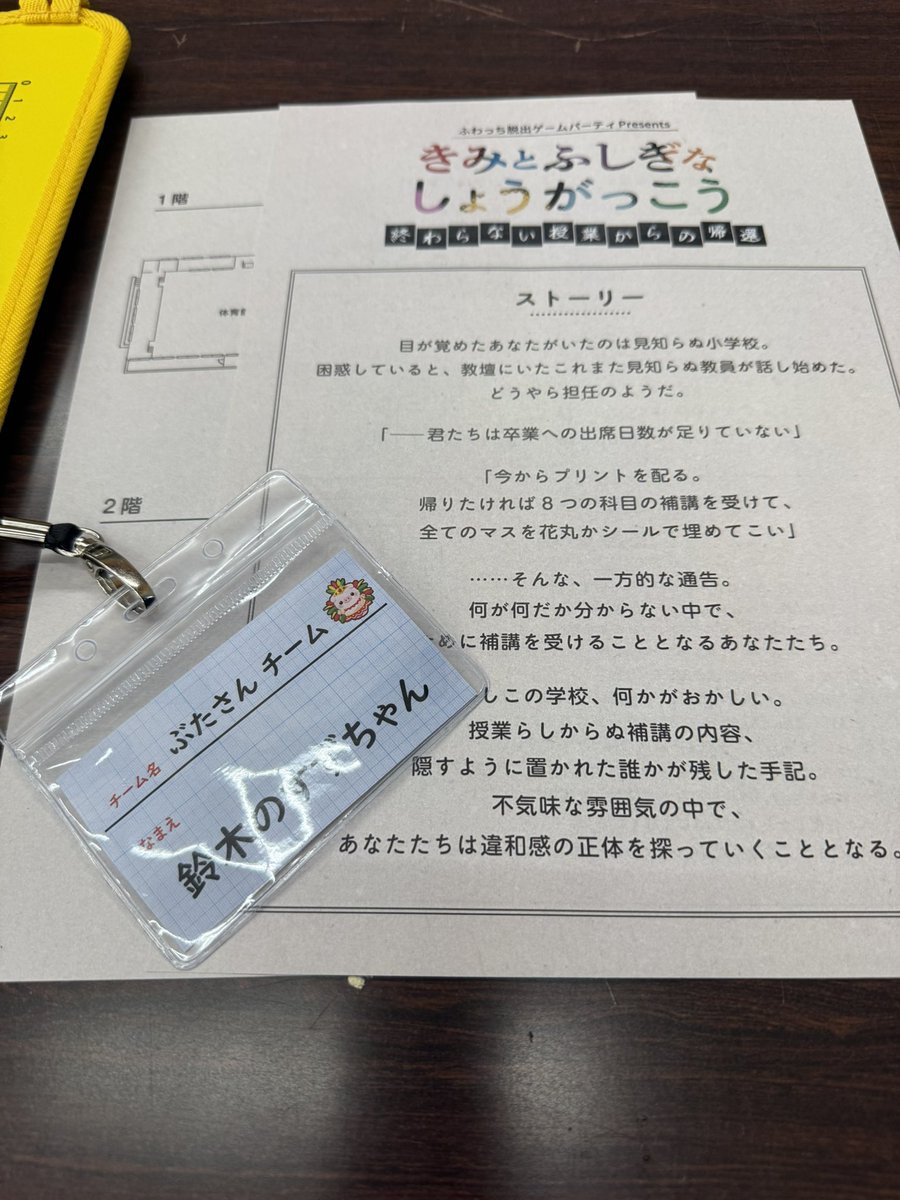 ふわっち脱出ゲームパーティPresents
きみとふしぎな
しょうがっこう
終わらない授業からの帰還
ストーリー
目が覚めたあなたがいたのは見知らぬ小学校。
困惑していると、教壇にいたこれまた見知らぬ教員が話し始めた。
どうやら担任のようだ。
「──君たちは卒業への出席日数が足りていない」
「今からプリントを配る。
帰りたければ8つの科目の補講を受けて、
全てのマスを花丸かシールで埋めてこい」
……そんな、一方的な通告。
何が何だか分からない中で、
めに補講を受けることとなるあなたたち。
しこの学校、何かがおかしい。
授業らしからぬ補講の内容、
隠すように置かれた誰かが残した手記。
不気味な雰囲気の中で、
あなたたちは違和感の正体を探っていくこととなる。
1階
体育
2階
チーム名 ぶたさん チーム
なまえ 鈴木の ちゃん
0
1
2
3